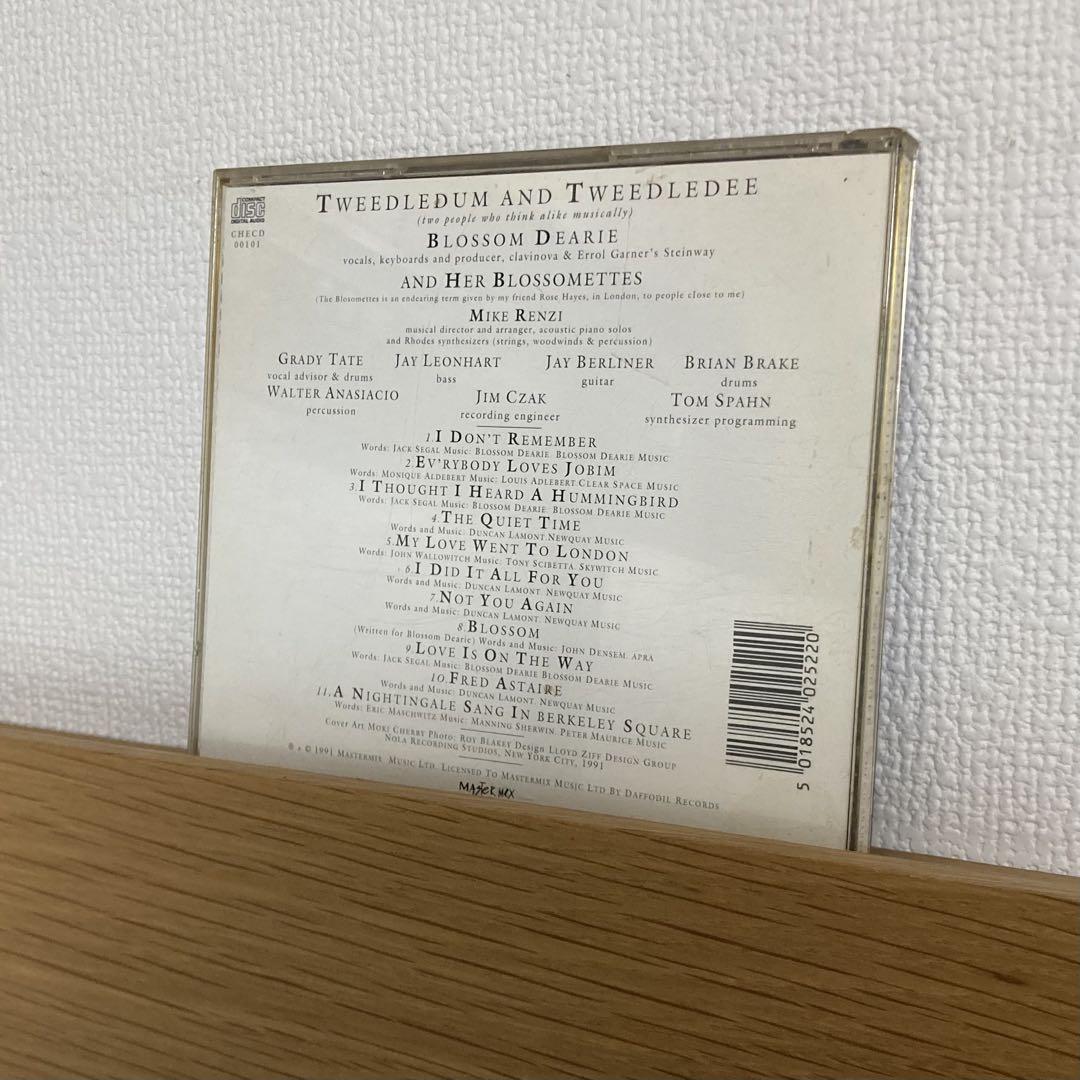 COMPACT
disc
DIGITAL AUDIO
CHECD
00101
TWEEDLEDUM AND TWEEDLEDEE
(two people who think alike musically)
BLOSSOM DEARIE
vocals, keyboards and producer, clavinova & Errol Garner's Steinway
AND HER BLOSSOMETTES
(The Blosomettes is an endearing term given by my friend Rose Hayes, in London, to people close to me)
MIKE RENZI
musical director and arranger, acoustic piano solos
and Rhodes synthesizers (strings, woodwinds & percussion)
GRADY TATE JAY LEONHART JAY BERLINER BRIAN BRAKE
vocal advisor & drums bass guitar drums
WALTER ANASIACIO JIM CZAK TOM SPAHN
percussion recording engineer synthesizer programming
1. I DON'T REMEMBER
Words: JACK SEGAL Music: BLOSSOM DEARIE. BLOSSOM DEARIE MUSIC
2. EV'RYBODY LOVES JOBIM
Words: MONIQUE ALDEBERT Music: LOUIS ADLEBERT. CLEAR SPACE MUSIC
3. I THOUGHT I HEARD A HUMMINGBIRD
Words: JACK SEGAL Music: BLOSSOM DEARIE. BLOSSOM DEARIE MUSIC
4. THE QUIET TIME
Words and Music: DUNCAN LAMONT. NEWQUAY MUSIC
5. MY LOVE WENT TO LONDON
Words: JOHN WALLOWITCH Music: TONY SCIBETTA. SKYWITCH MUSIC
6. I DID IT ALL FOR YOU
Words and Music: DUNCAN LAMONT. NEWQUAY MUSIC
7. NOT YOU AGAIN
Words and Music: DUNCAN LAMONT. NEWQUAY MUSIC
8. BLOSSOM
(Written for Blossom Dearie) Words and Music: JOHN DENSEM. APRA
9. LOVE IS ON THE WAY
Words: JACK SEGAL Music: BLOSSOM DEARIE BLOSSOM DEARIE MUSIC
10. FRED ASTAIRE
Words and Music: DUNCAN LAMONT. NEWQUAY MUSIC
11. A NIGHTINGALE SANG IN BERKELEY SQUARE
Words: ERIC MASCHWITZ Music: MANNING SHERWIN. PETER MAURICE MUSIC
COVER ART MOKI CHERRY PHOTO: ROY BLAKEY DESIGN LLOYD ZIFF DESIGN GROUP
NOLA RECORDING STUDIOS, NEW YORK CITY, 1991
℗ & © 1991 MASTERMIX MUSIC LTD. LICENSED TO MASTERMIX MUSIC LTD BY DAFFODIL RECORDS
MASTERMIX
5 018524 025220